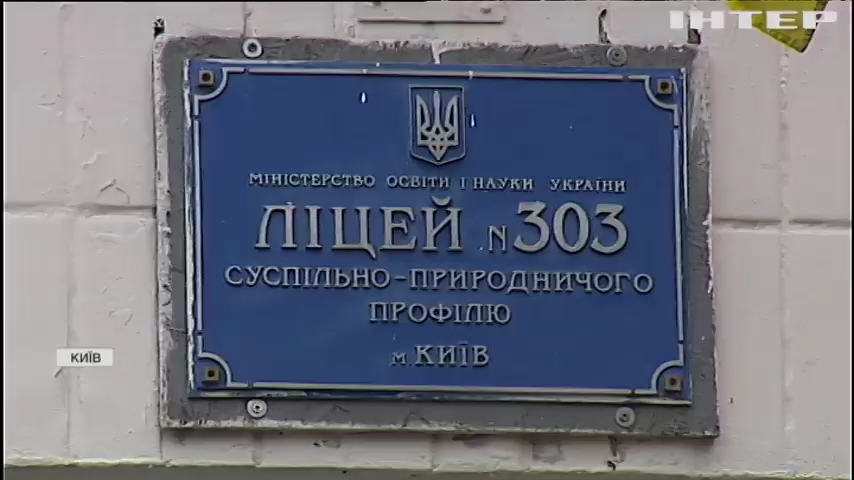 ІНТЕР
МІНІСТЕРСТВО ОСВІТИ І НАУКИ УКРАЇНИ
ЛІЦЕЙ N 303
СУСПІЛЬНО-ПРИРОДНИЧОГО
ПРОФІЛЮ
м. КИЇВ
КИЇВ